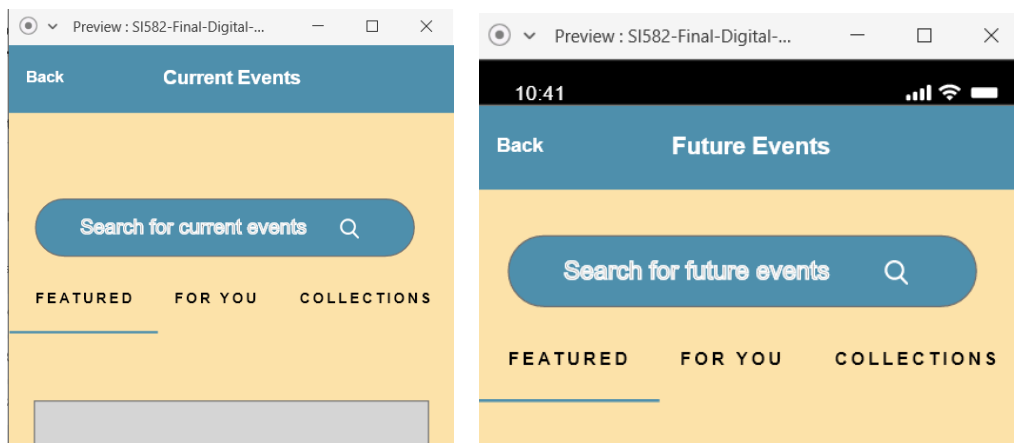 Preview : SI582-Final-Digital-...
Back Current Events
Search for current events
FEATURED FOR YOU COLLECTIONS
Preview : SI582-Final-Digital-...
10:41
Back Future Events
Search for future events
FEATURED FOR YOU COLLECTIONS